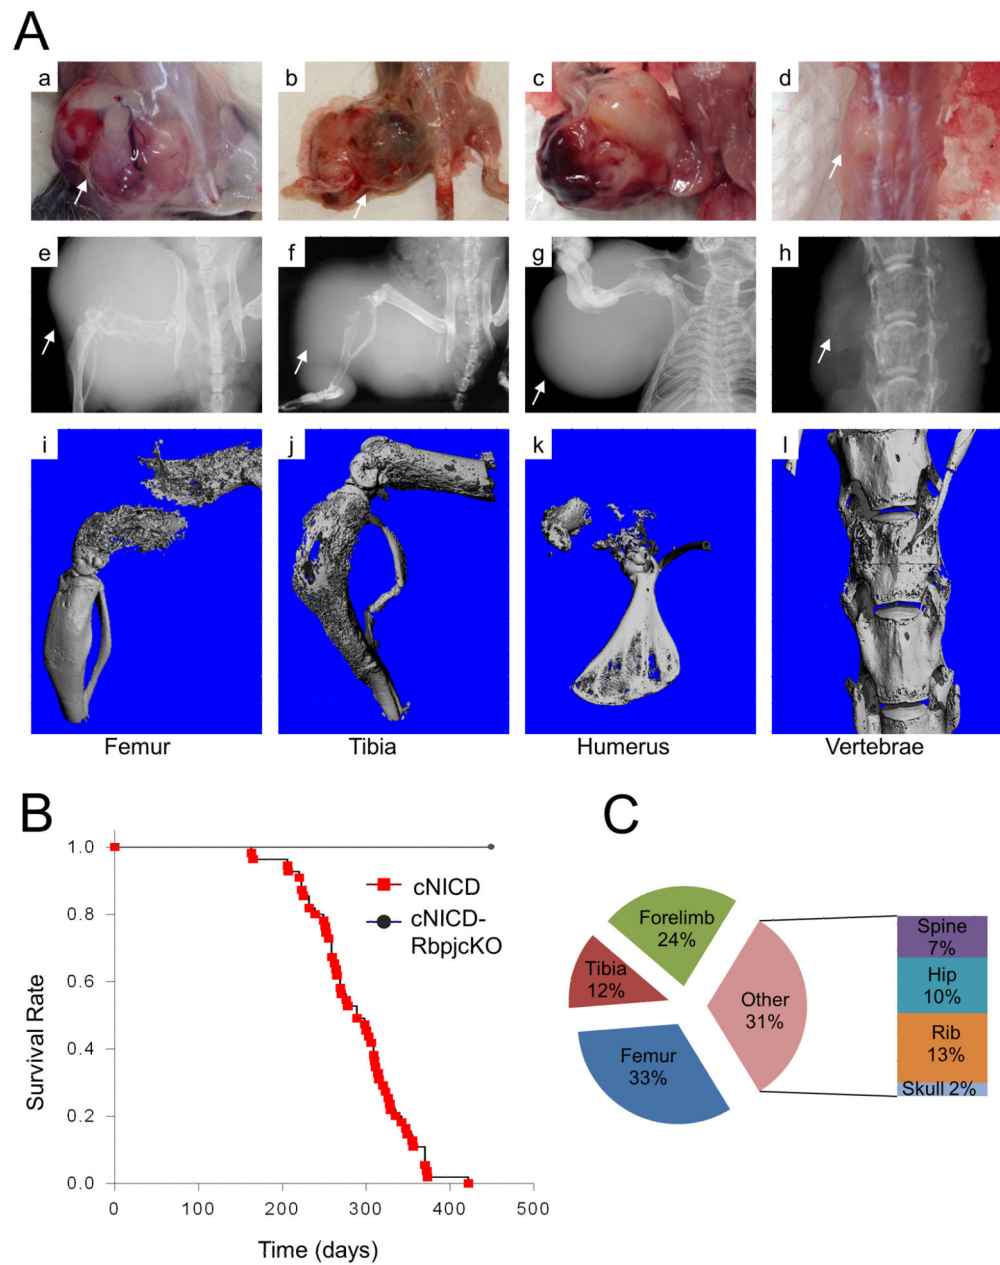 A
a
b
c
d
e
f
g
h
i
j
k
l
Femur
Tibia
Humerus
Vertebrae
B
Survival Rate
1.0
0.8
0.6
0.4
0.2
0.0
0
100
200
300
400
500
Time (days)
cNICD
cNICD-
RbpjcKO
C
Forelimb
24%
Tibia
12%
Femur
33%
Other
31%
Spine
7%
Hip
10%
Rib
13%
Skull 2%